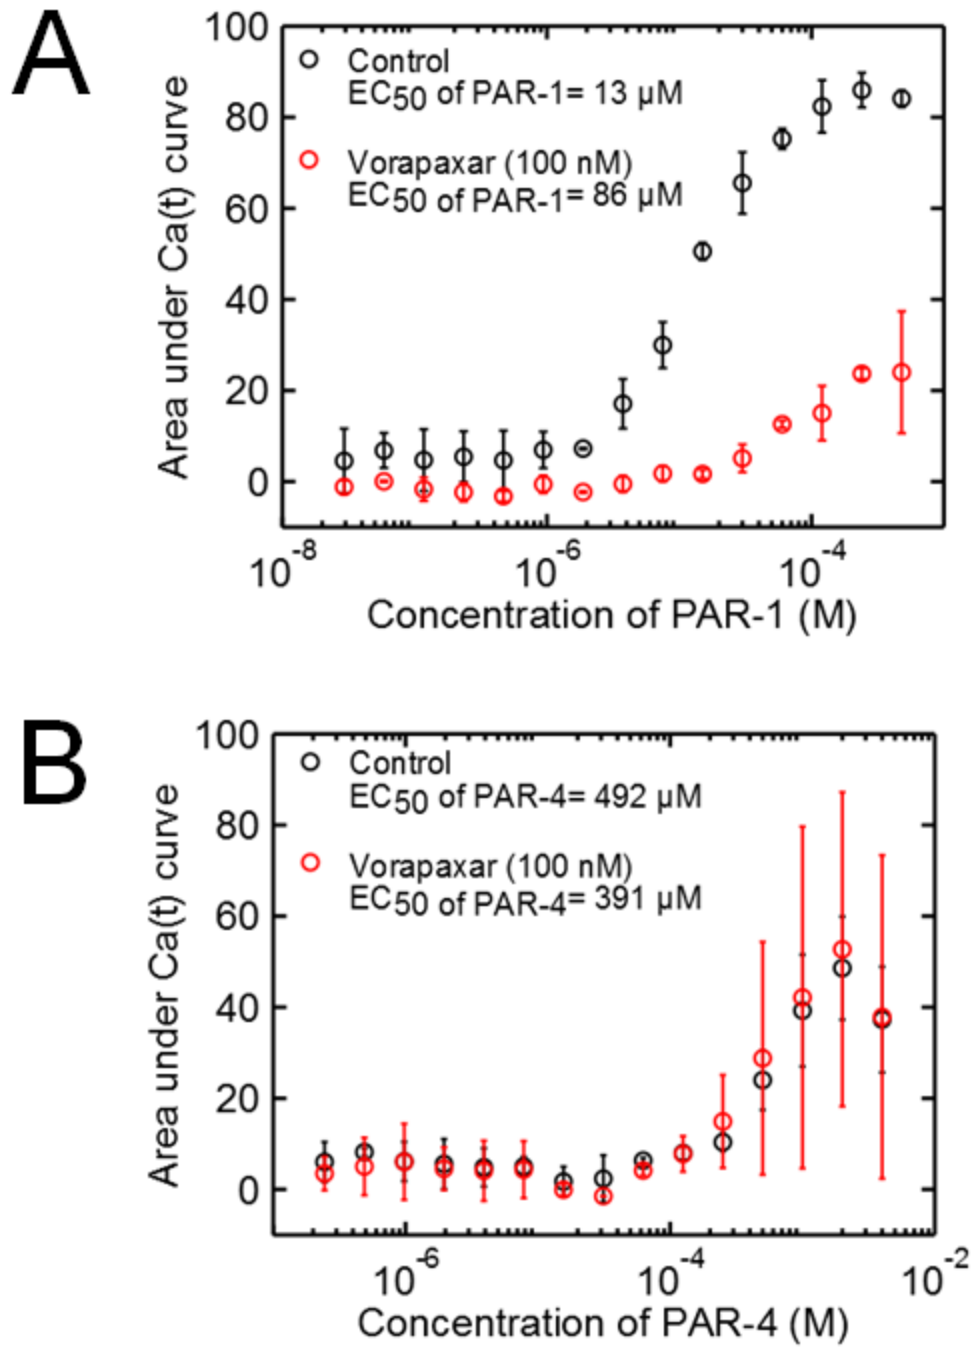 A
100
80
60
40
20
0
Area under Ca(t) curve
Control
EC50 of PAR-1= 13 µM
Vorapaxar (100 nM)
EC50 of PAR-1= 86 µM
10-8
10-6
10-4
Concentration of PAR-1 (M)
B
100
80
60
40
20
0
Area under Ca(t) curve
Control
EC50 of PAR-4= 492 µM
Vorapaxar (100 nM)
EC50 of PAR-4= 391 µM
10-6
10-4
10-2
Concentration of PAR-4 (M)